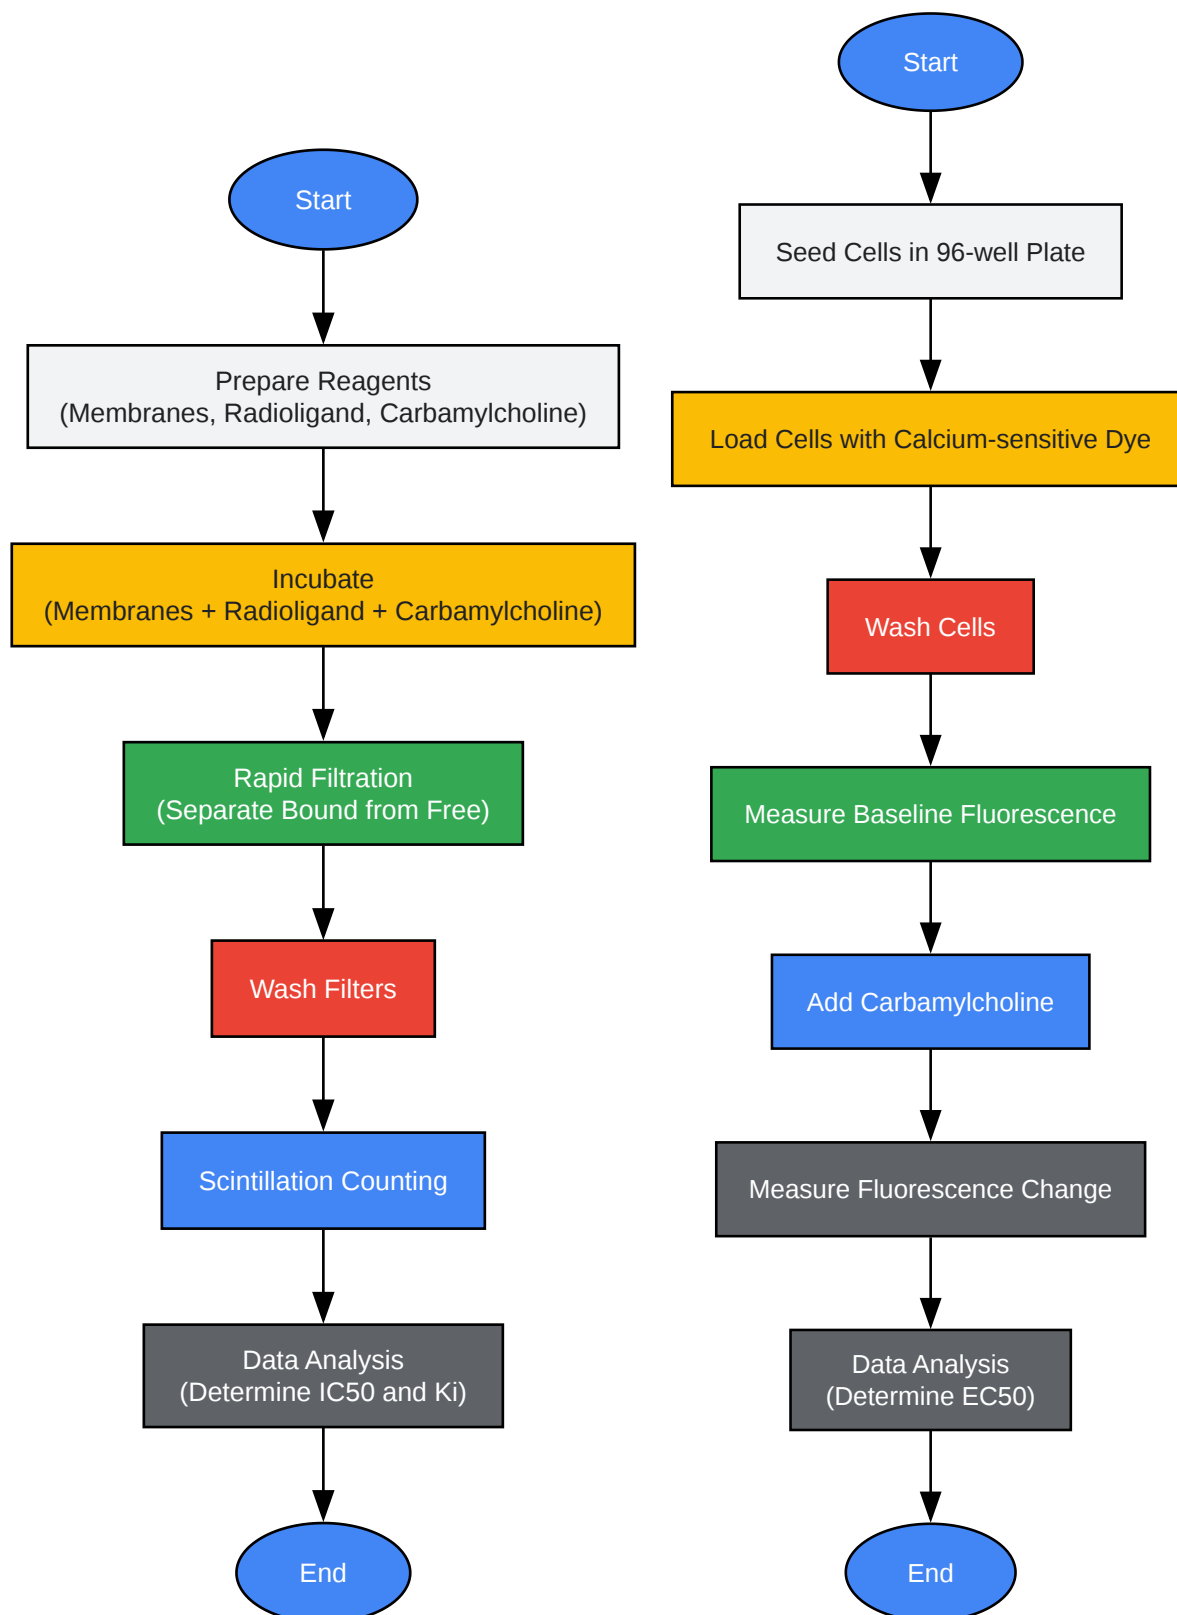 Start
Prepare Reagents
(Membranes, Radioligand, Carbamylcholine)
Incubate
(Membranes + Radioligand + Carbamylcholine)
Rapid Filtration
(Separate Bound from Free)
Wash Filters
Scintillation Counting
Data Analysis
(Determine IC50 and Ki)
End
Start
Seed Cells in 96-well Plate
Load Cells with Calcium-sensitive Dye
Wash Cells
Measure Baseline Fluorescence
Add Carbamylcholine
Measure Fluorescence Change
Data Analysis
(Determine EC50)
End